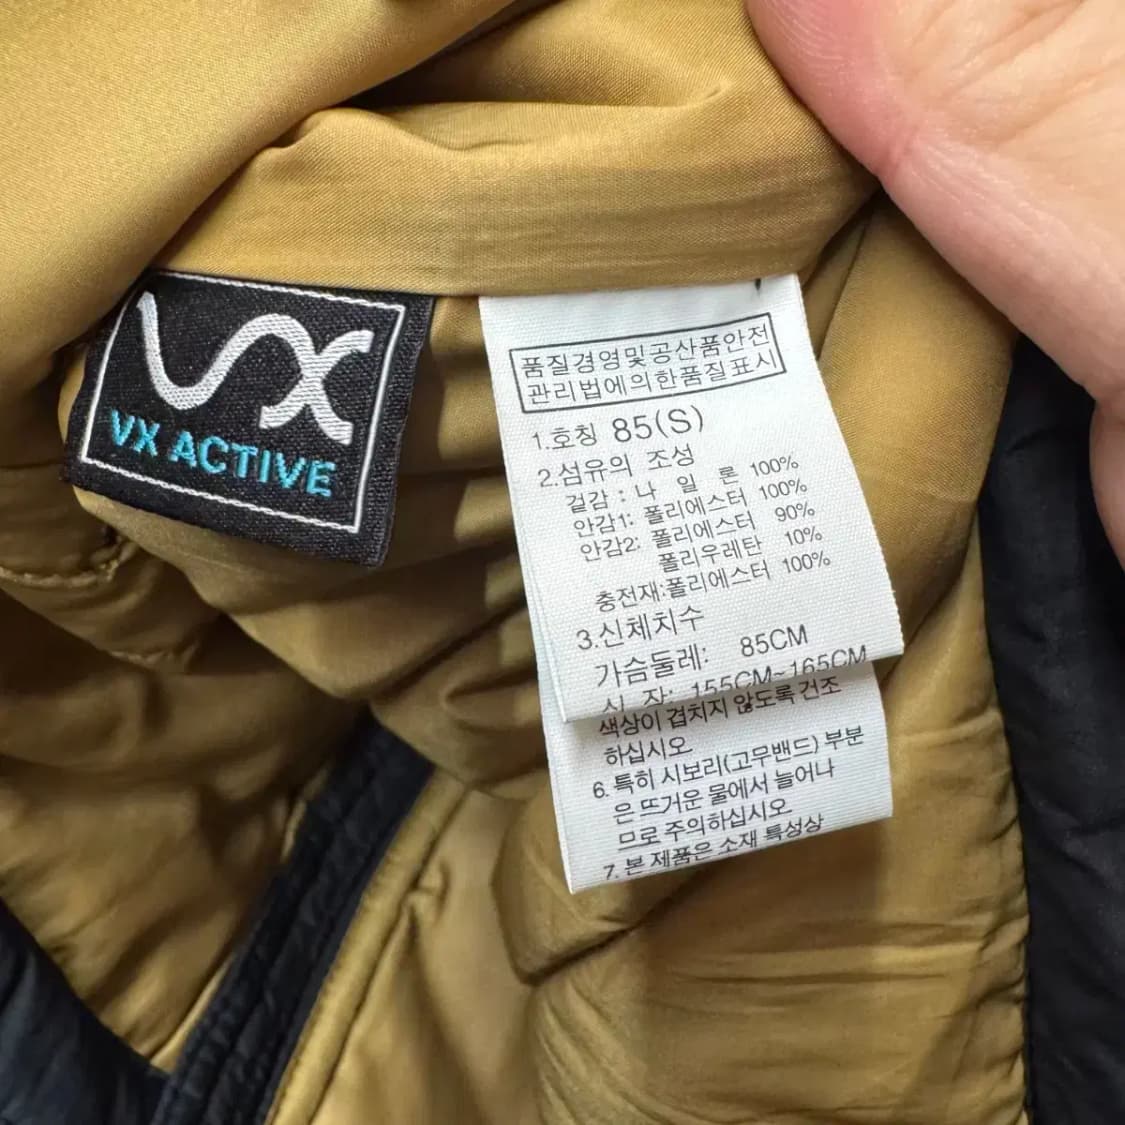 VX
VX ACTIVE
품질경영및공산품안전
관리법에의한품질표시
1.호칭 85(S)
2.섬유의 조성
겉감 : 나 일 론 100%
안감1: 폴리에스터 100%
안감2: 폴리에스터 90%
폴리우레탄 10%
충전재:폴리에스터 100%
3.신체치수
가슴둘레: 85CM
155CM~165CM
색상이 겹치지 않도록 건조
하십시오
6.특히 시보리(고무밴드) 부분
은 뜨거운 물에서 늘어나
므로 주의하십시오
7.본 제품은 소재 특성상